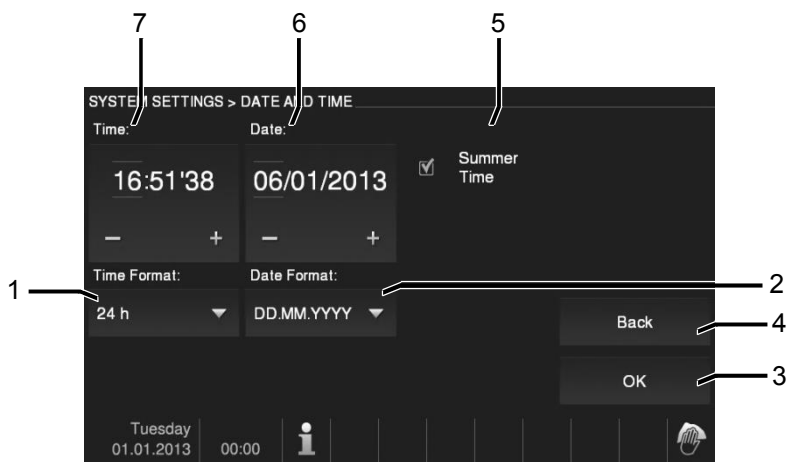 7 6 5
SYSTEM SETTINGS > DATE AND TIME
Time: Date:
16:51'38 06/01/2013 Summer Time
− + − +
Time Format: Date Format:
1 2
24 h DD.MM.YYYY
Back 4
OK 3
Tuesday
01.01.2013 00:00